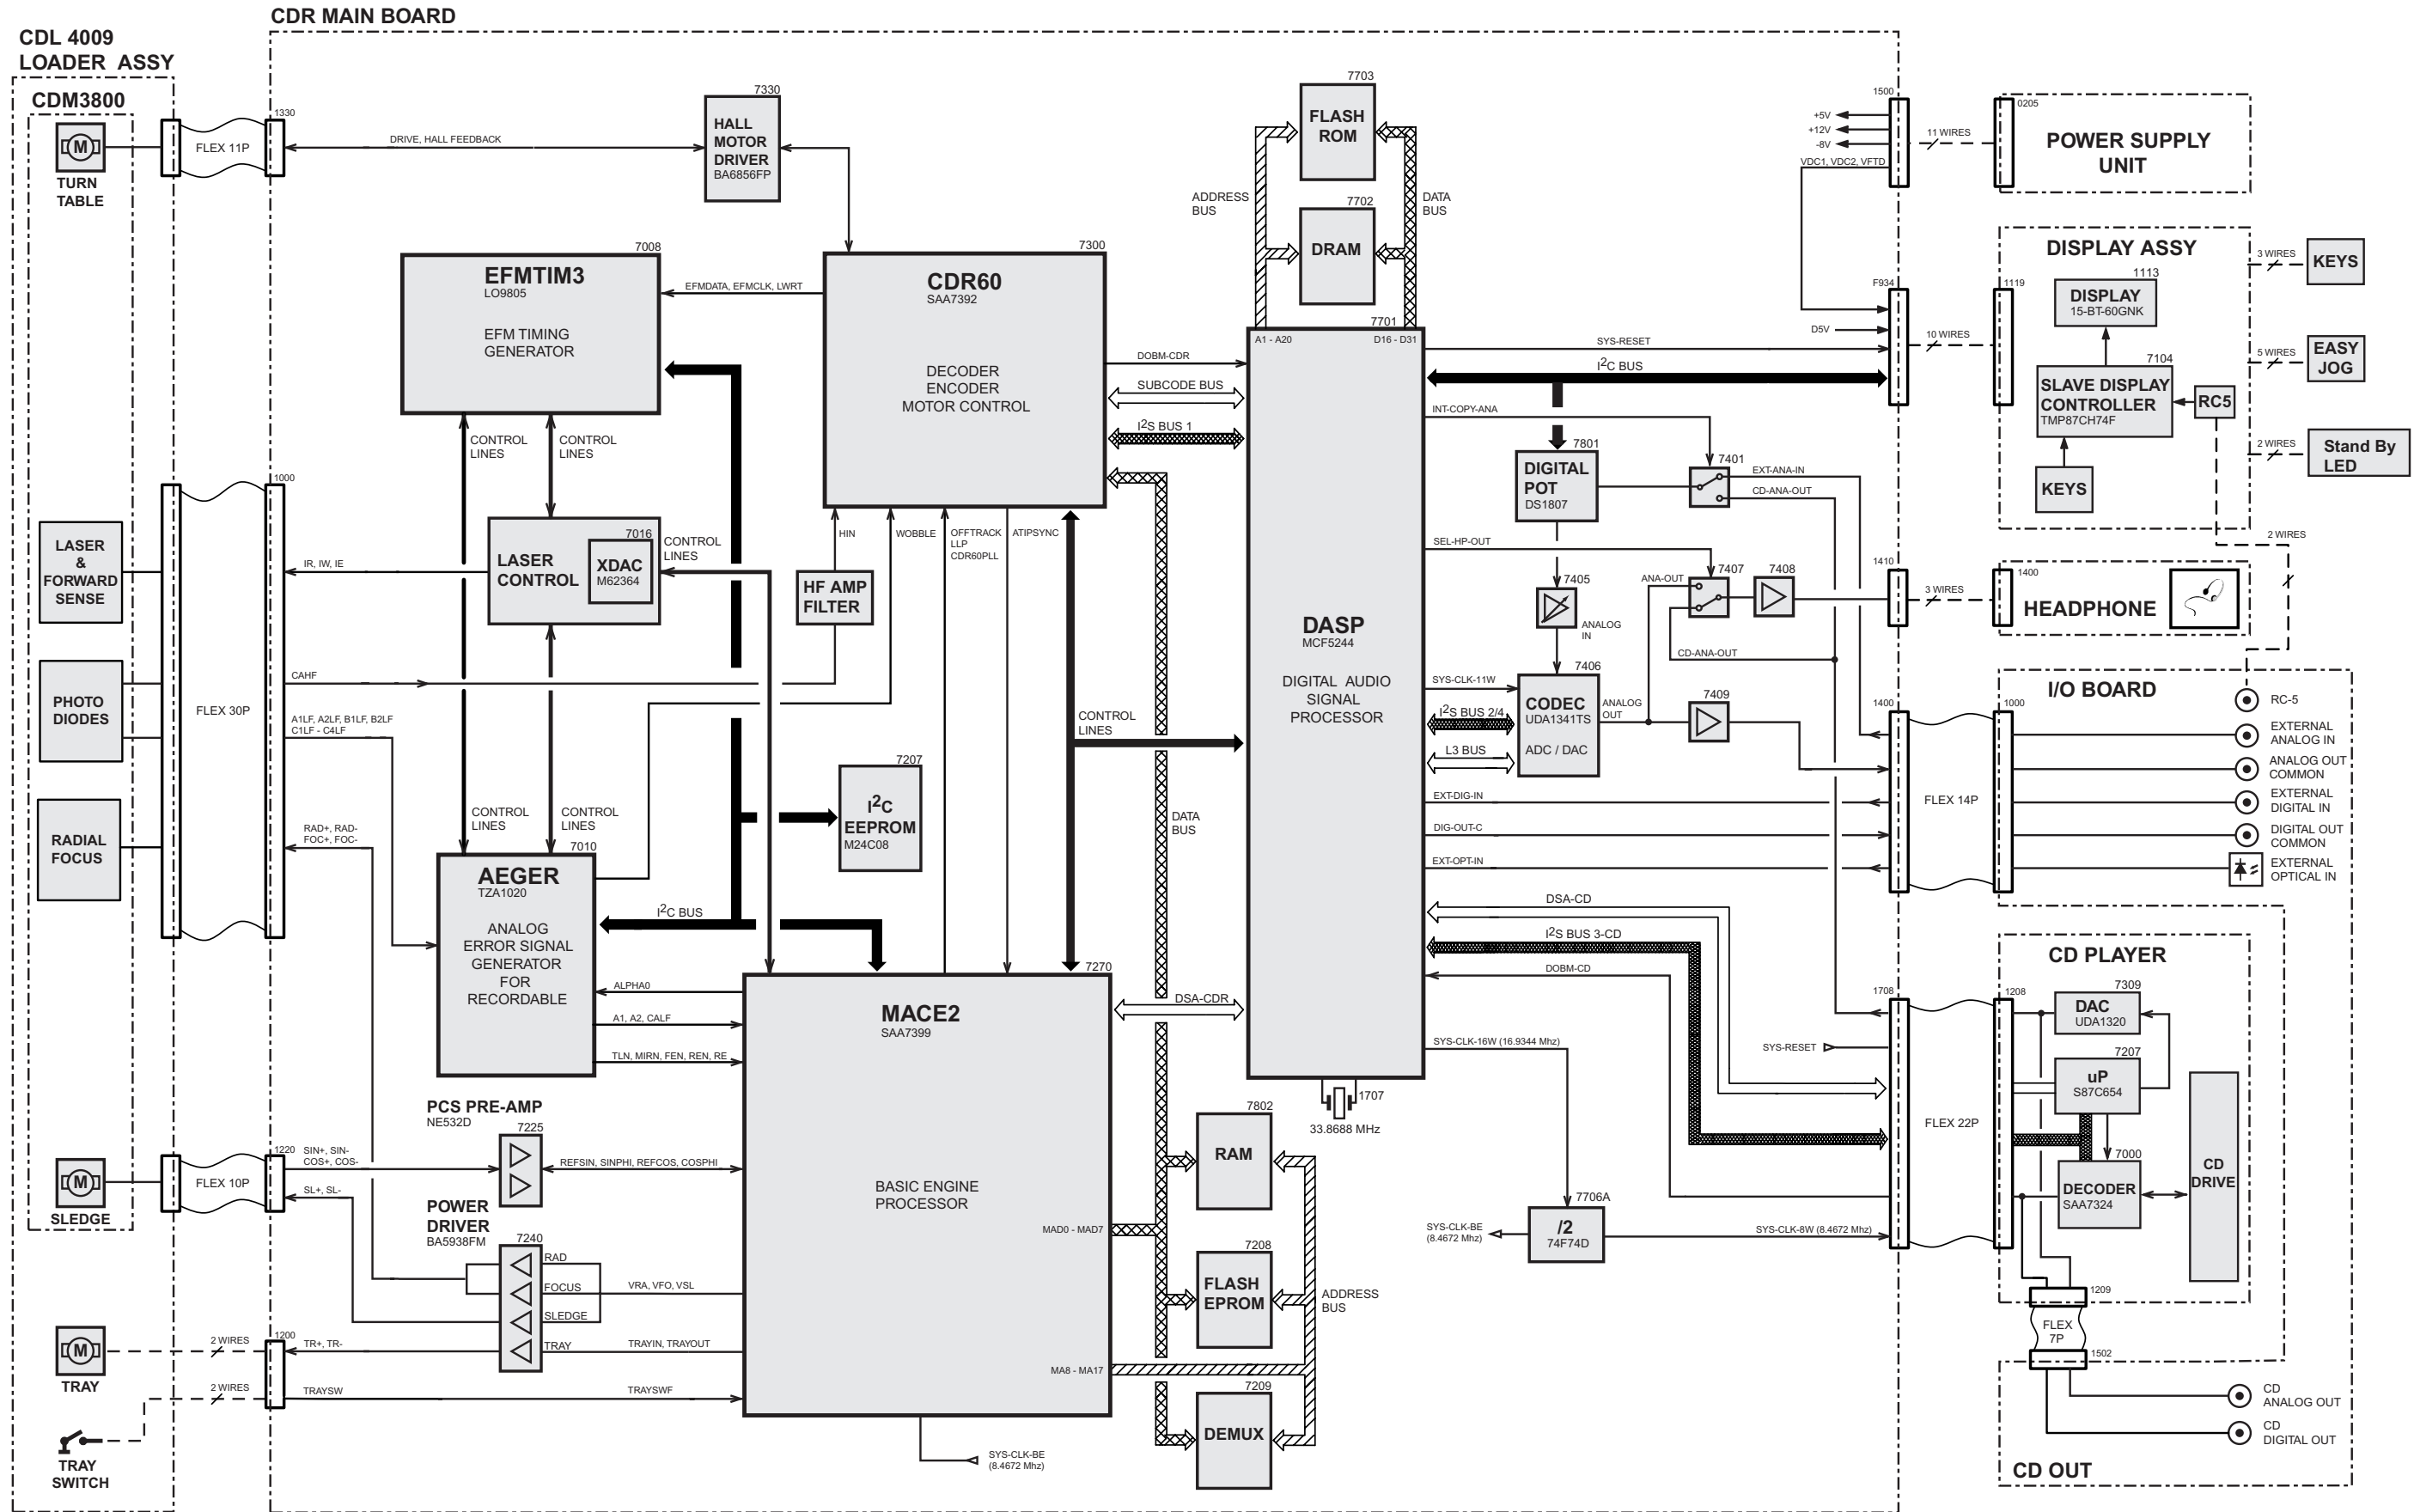 CDR MAIN BOARD
CDL 4009
LOADER ASSY
CDM3800
M
TURN
TABLE
FLEX 11P
1330
DRIVE, HALL FEEDBACK
7330
HALL
MOTOR
DRIVER
BA6856FP
7008
EFMTIM3
LO9805
EFM TIMING
GENERATOR
EFMDATA, EFMCLK, LWRT
7300
CDR60
SAA7392
DECODER
ENCODER
MOTOR CONTROL
CONTROL
LINES
CONTROL
LINES
1000
LASER
&
FORWARD
SENSE
IR, IW, IE
LASER
CONTROL
7016
XDAC
M62364
CONTROL
LINES
HIN
WOBBLE
OFFTRACK
LLP
CDR60PLL
ATIPSYNC
HF AMP
FILTER
PHOTO
DIODES
FLEX 30P
CAHF
A1LF, A2LF, B1LF, B2LF
C1LF - C4LF
RADIAL
FOCUS
RAD+, RAD-
FOC+, FOC-
CONTROL
LINES
CONTROL
LINES
7010
AEGER
TZA1020
ANALOG
ERROR SIGNAL
GENERATOR
FOR
RECORDABLE
7207
I2C
EEPROM
M24C08
I2C BUS
CONTROL
LINES
DATA
BUS
ALPHA0
A1, A2, CALF
TLN, MIRN, FEN, REN, RE
7270
MACE2
SAA7399
BASIC ENGINE
PROCESSOR
MAD0 - MAD7
MA8 - MA17
DSA-CDR
PCS PRE-AMP
NE532D
7225
1220
SIN+, SIN-
COS+, COS-
REFSIN, SINPHI, REFCOS, COSPHI
M
SLEDGE
FLEX 10P
SL+, SL-
POWER
DRIVER
BA5938FM
7240
RAD
FOCUS
SLEDGE
TRAY
VRA, VFO, VSL
TRAYIN, TRAYOUT
M
TRAY
2 WIRES
1200
TR+, TR-
2 WIRES
TRAYSW
TRAYSWF
TRAY
SWITCH
SYS-CLK-BE
(8.4672 Mhz)
7802
RAM
7208
FLASH
EPROM
7209
DEMUX
ADDRESS
BUS
7703
FLASH
ROM
7702
DRAM
ADDRESS
BUS
DATA
BUS
7701
A1 - A20
D16 - D31
DASP
MCF5244
DIGITAL AUDIO
SIGNAL
PROCESSOR
DOBM-CDR
SUBCODE BUS
I2S BUS 1
1707
33.8688 MHz
SYS-RESET
I2C BUS
INT-COPY-ANA
7801
DIGITAL
POT
DS1807
7401
EXT-ANA-IN
CD-ANA-OUT
SEL-HP-OUT
7405
ANALOG
IN
ANA-OUT
7407
7408
CD-ANA-OUT
SYS-CLK-11W
7406
CODEC
UDA1341TS
ADC / DAC
ANALOG
OUT
7409
I2S BUS 2/4
L3 BUS
EXT-DIG-IN
DIG-OUT-C
EXT-OPT-IN
DSA-CD
I2S BUS 3-CD
DOBM-CD
SYS-CLK-16W (16.9344 Mhz)
SYS-RESET
7706A
/2
74F74D
SYS-CLK-BE
(8.4672 Mhz)
SYS-CLK-8W (8.4672 Mhz)
1500
+5V
+12V
-8V
VDC1, VDC2, VFTD
11 WIRES
0205
POWER SUPPLY
UNIT
F934
D5V
10 WIRES
1119
DISPLAY ASSY
1113
DISPLAY
15-BT-60GNK
7104
SLAVE DISPLAY
CONTROLLER
TMP87CH74F
RC5
KEYS
3 WIRES
KEYS
5 WIRES
EASY
JOG
2 WIRES
Stand By
LED
2 WIRES
1410
3 WIRES
1400
HEADPHONE
1400
FLEX 14P
1000
I/O BOARD
RC-5
EXTERNAL
ANALOG IN
ANALOG OUT
COMMON
EXTERNAL
DIGITAL IN
DIGITAL OUT
COMMON
EXTERNAL
OPTICAL IN
1708
FLEX 22P
1208
CD PLAYER
7309
DAC
UDA1320
7207
uP
S87C654
7000
DECODER
SAA7324
CD
DRIVE
1209
FLEX
7P
1502
CD
ANALOG OUT
CD
DIGITAL OUT
CD OUT